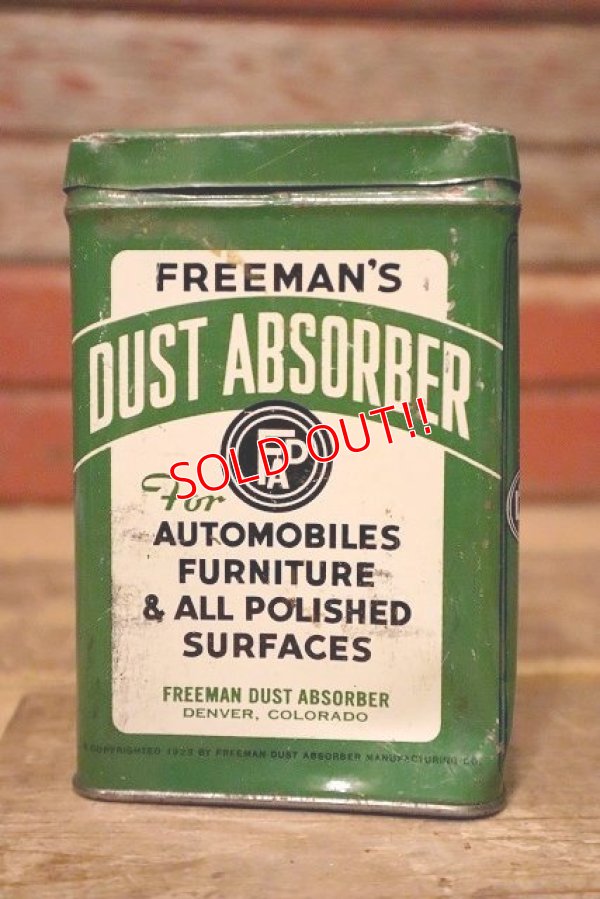 FREEMAN'S
DUST ABSORBER
FDA
SOLD OUT!!
For
AUTOMOBILES
FURNITURE
& ALL POLISHED
SURFACES
FREEMAN DUST ABSORBER
DENVER, COLORADO
COPYRIGHTED BY FREEMAN DUST ABSORBER MANUFACTURING CO.